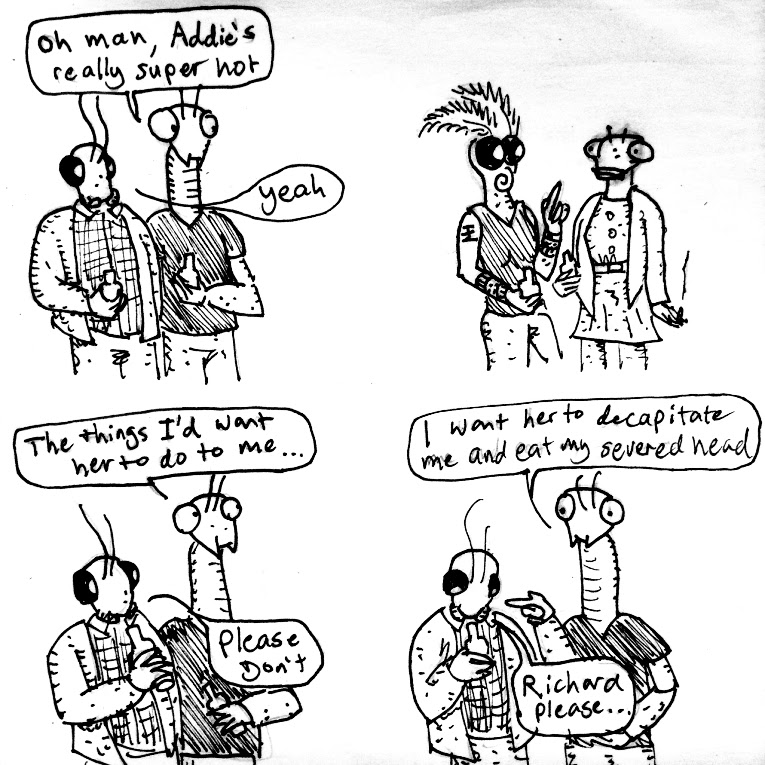 Oh man, Addie's
really super hot
yeah
The things I'd want
her to do to me...
Please
Don't
I want her to decapitate
me and eat my severed head
Richard
please...